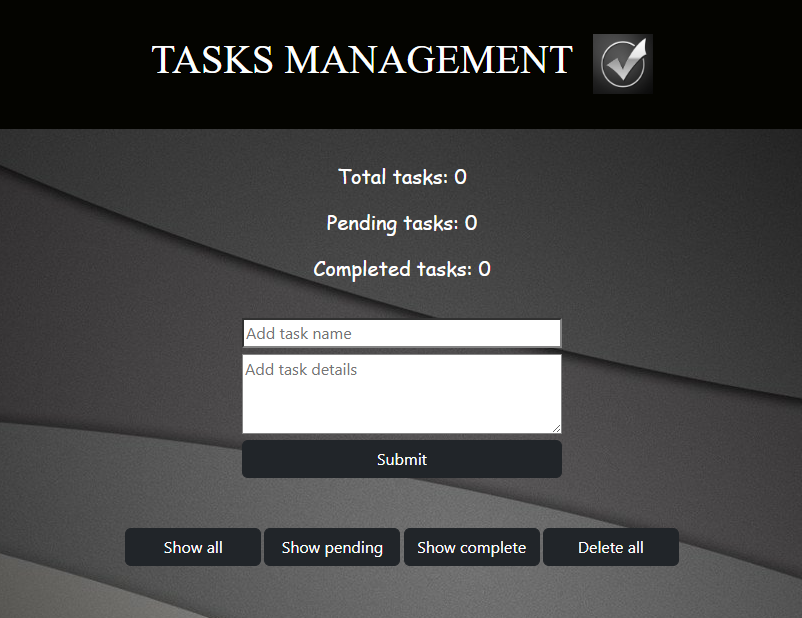 TASKS MANAGEMENT
Total tasks: 0
Pending tasks: 0
Completed tasks: 0
Add task name
Add task details
Submit
Show all Show pending Show complete Delete all